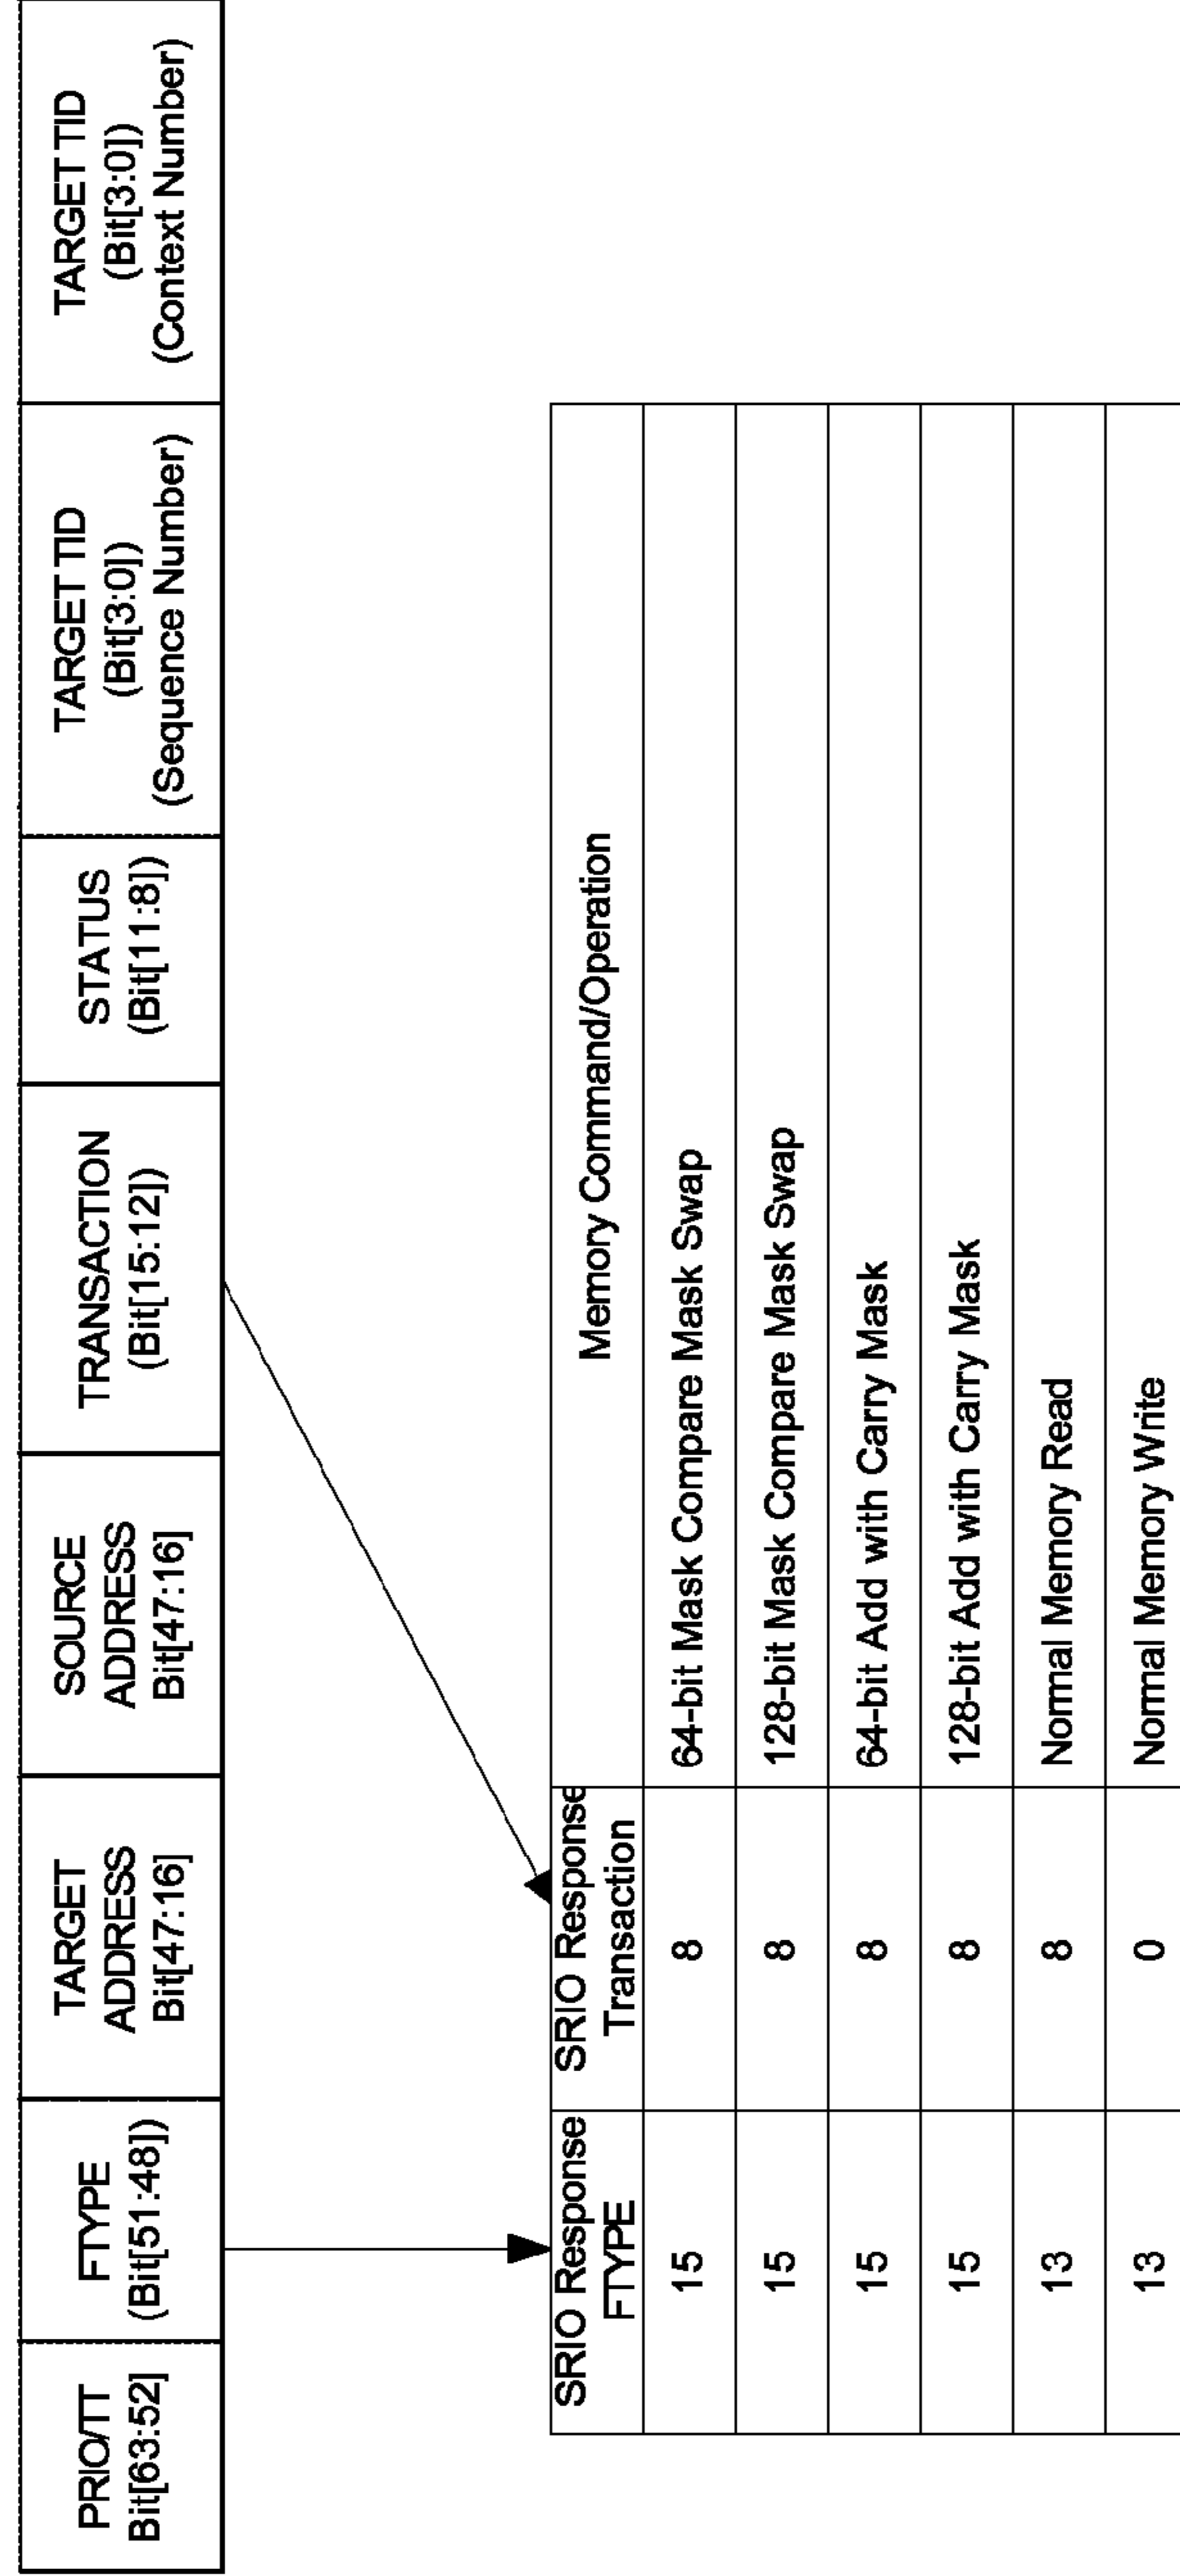 PRIO/TT
Bit[63:52]
FTYPE
(Bit[51:48])
TARGET
ADDRESS
Bit[47:16]
SOURCE
ADDRESS
Bit[47:16]
TRANSACTION
(Bit[15:12])
STATUS
(Bit[11:8])
TARGET TID
(Bit[3:0])
(Sequence Number)
TARGET TID
(Bit[3:0])
(Context Number)
SRIO Response
FTYPE
SRIO Response
Transaction
Memory Command/Operation
15 8 64-bit Mask Compare Mask Swap
15 8 128-bit Mask Compare Mask Swap
15 8 64-bit Add with Carry Mask
15 8 128-bit Add with Carry Mask
13 8 Normal Memory Read
13 0 Normal Memory Write